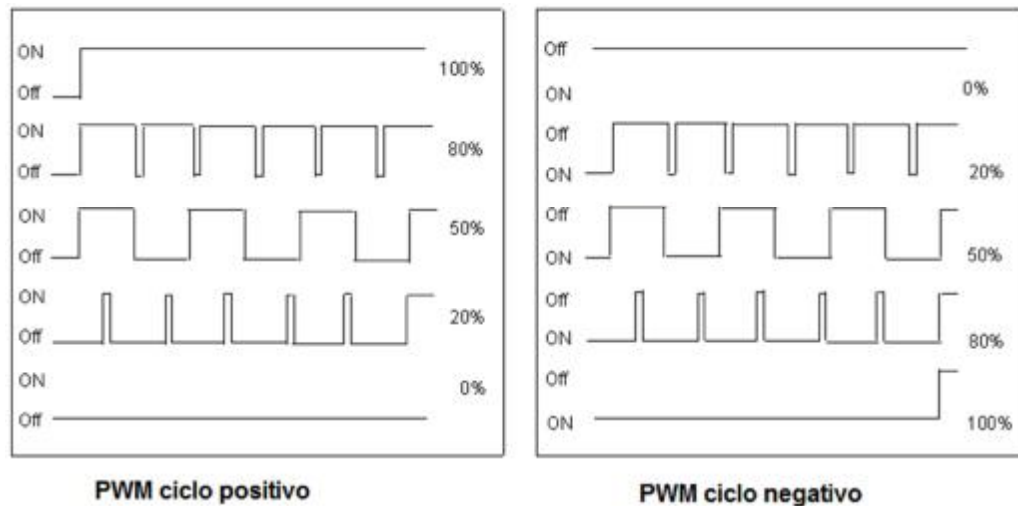 ON
100%
Off
ON
80%
Off
ON
50%
Off
ON
20%
Off
ON
0%
Off
PWM ciclo positivo
Off
0%
ON
Off
20%
ON
Off
50%
ON
Off
80%
ON
Off
100%
ON
PWM ciclo negativo